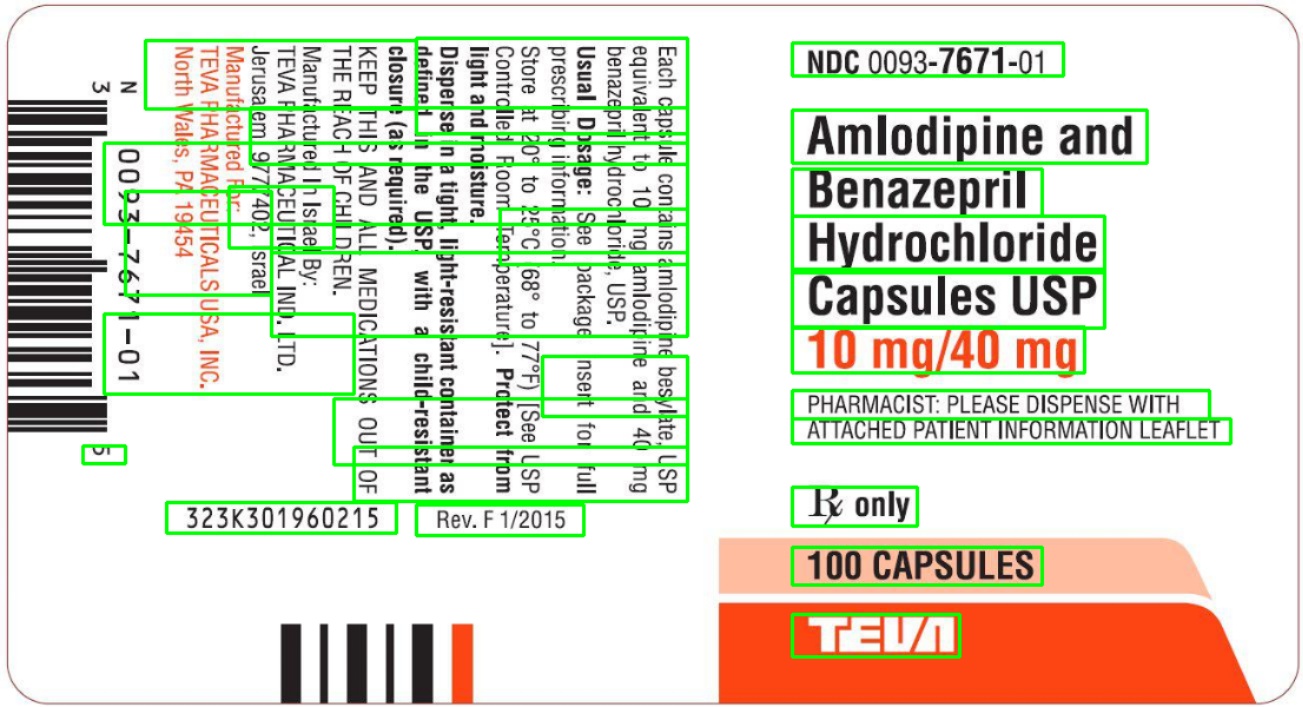 NDC 0093-7671-01
Amlodipine and
Benazepril
Hydrochloride
Capsules USP
10 mg/40 mg
PHARMACIST: PLEASE DISPENSE WITH
ATTACHED PATIENT INFORMATION LEAFLET
Rx only
100 CAPSULES
TEVA
Each capsule contains amlodipine besylate, USP
equivalent to 10 mg amlodipine and 40 mg
benazepril hydrochloride, USP.
Usual Dosage: See package insert for full
prescribing information.
Store at 20° to 25°C (68° to 77°F) [See USP
Controlled Room Temperature]. Protect from
light and moisture.
Dispense in a tight, light-resistant container as
defined in the USP, with a child-resistant
closure (as required).
KEEP THIS AND ALL MEDICATIONS OUT OF
THE REACH OF CHILDREN.
Manufactured In Israel By:
TEVA PHARMACEUTICAL IND. LTD.
Jerusalem, 9777402, Israel
Manufactured For:
TEVA PHARMACEUTICALS USA, INC.
North Wales, PA 19454
N
3
0093-7671-01
5
323K301960215
Rev. F 1/2015